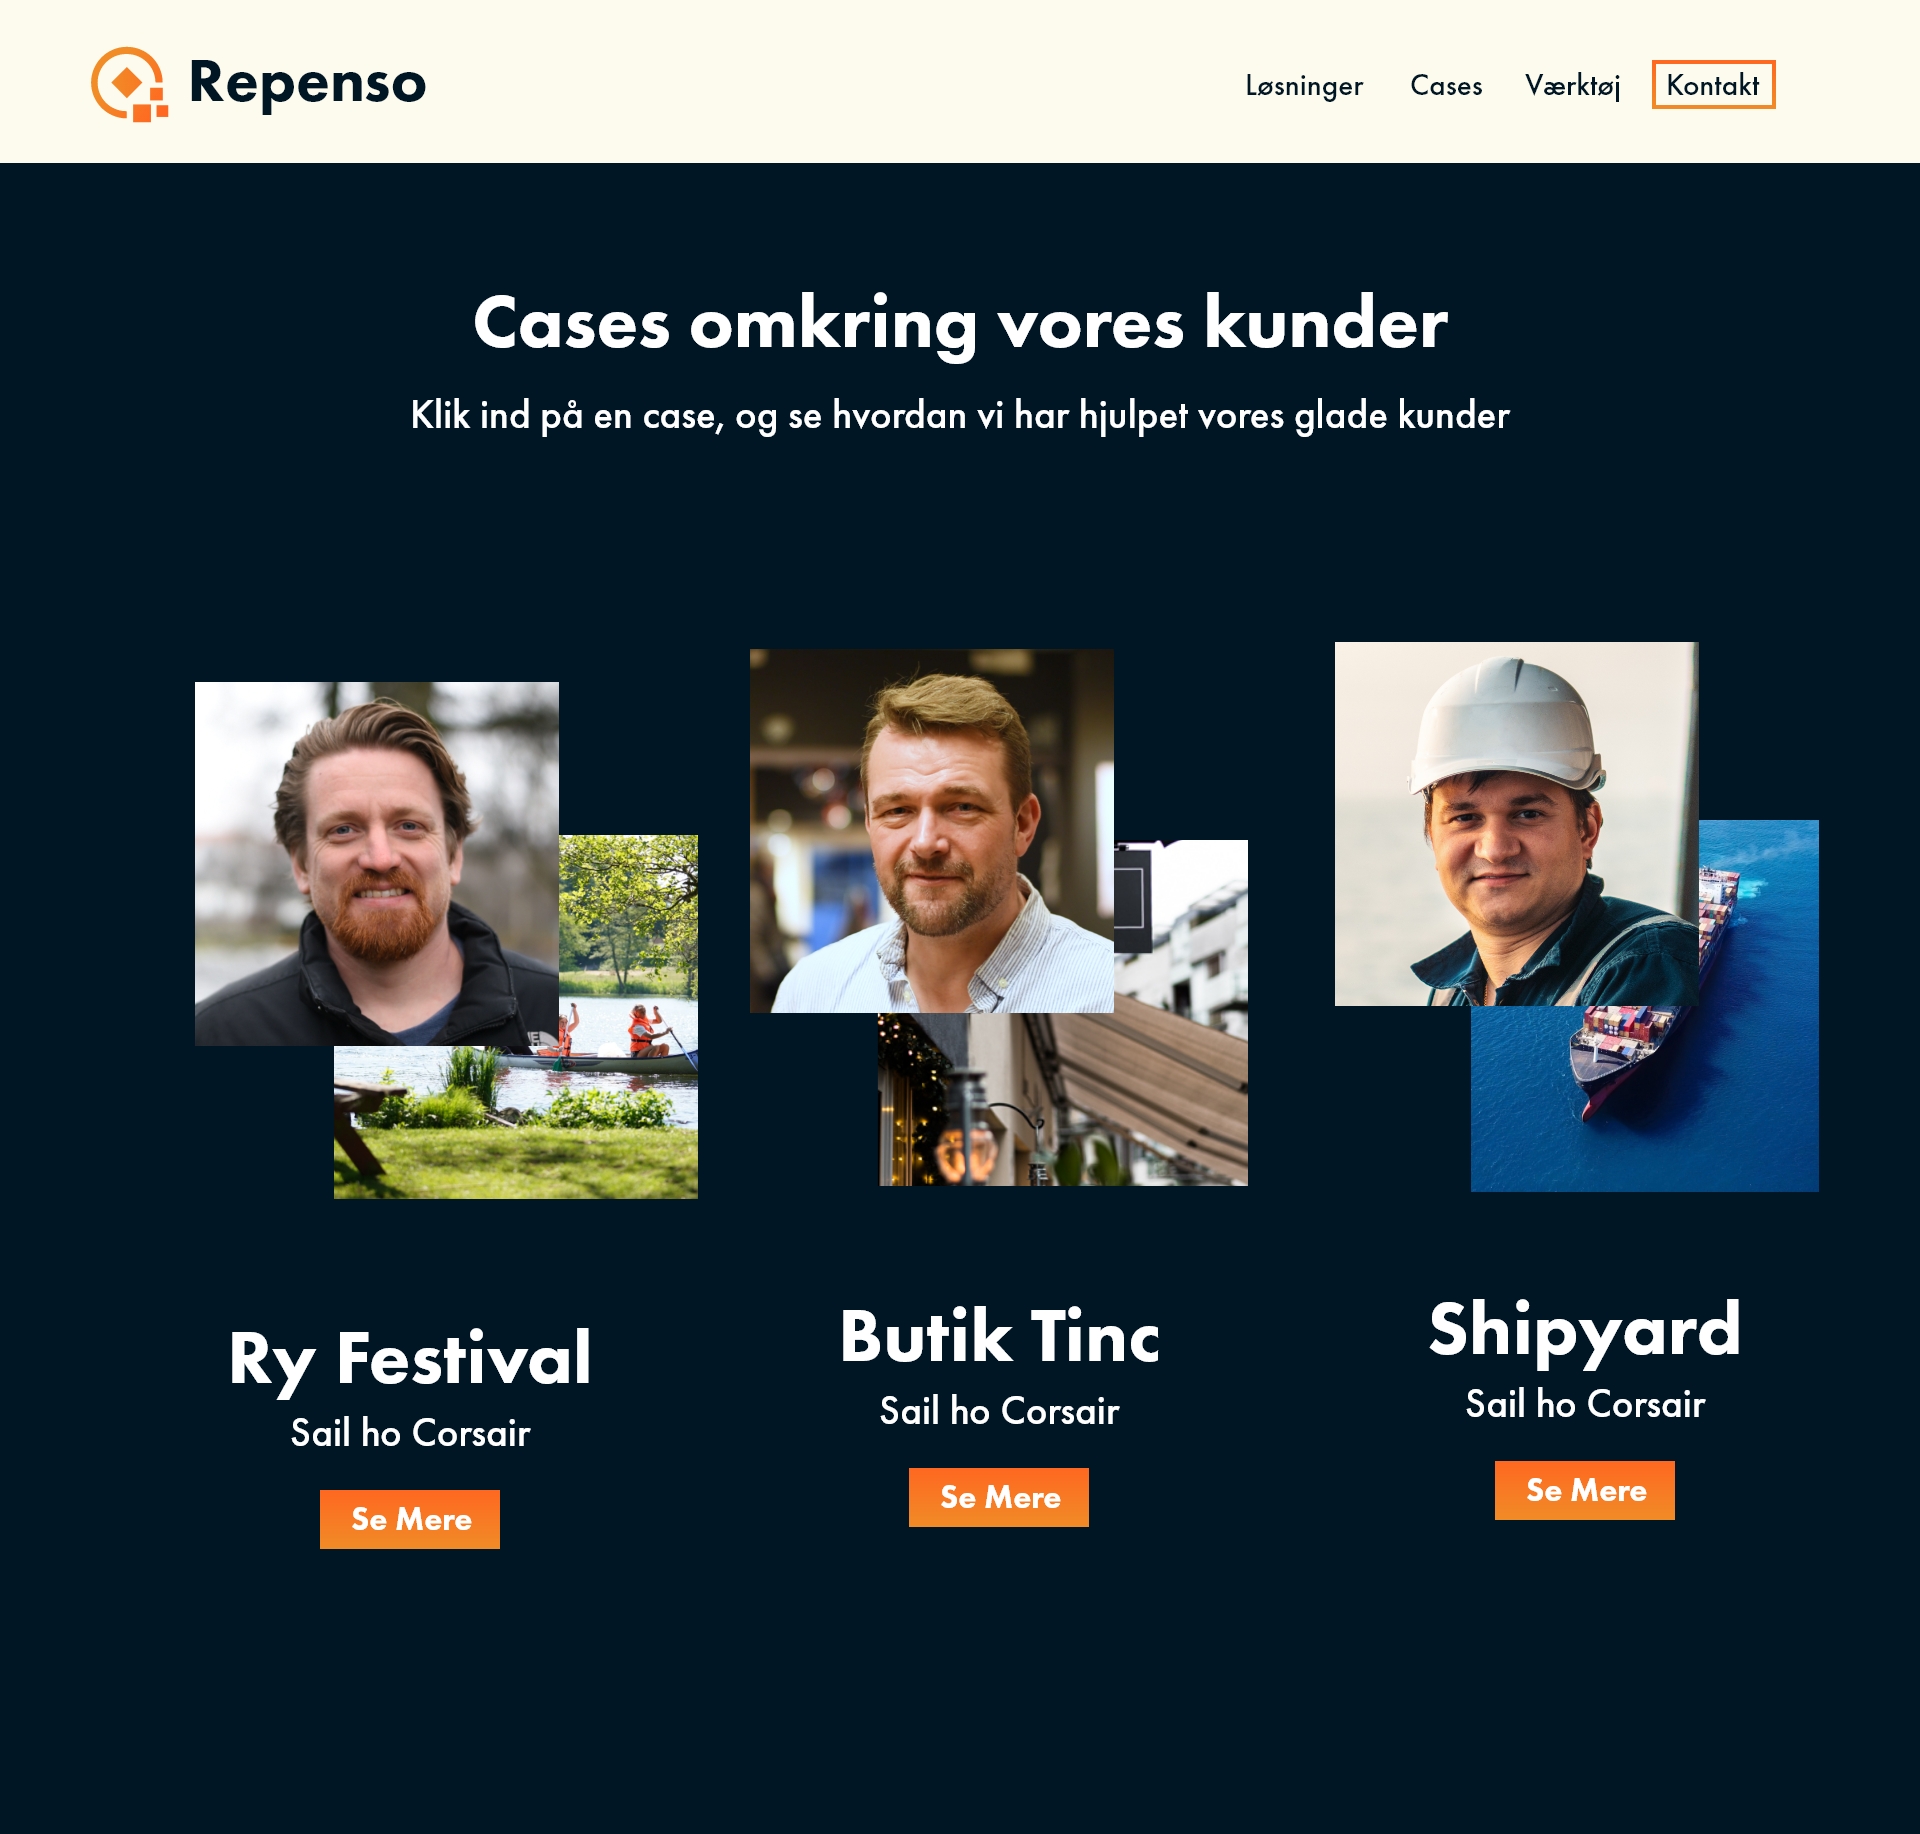 Repenso
Løsninger Cases Værktøj Kontakt
Cases omkring vores kunder
Klik ind på en case, og se hvordan vi har hjulpet vores glade kunder
Ry Festival
Sail ho Corsair
Se Mere
Butik Tinc
Sail ho Corsair
Se Mere
Shipyard
Sail ho Corsair
Se Mere